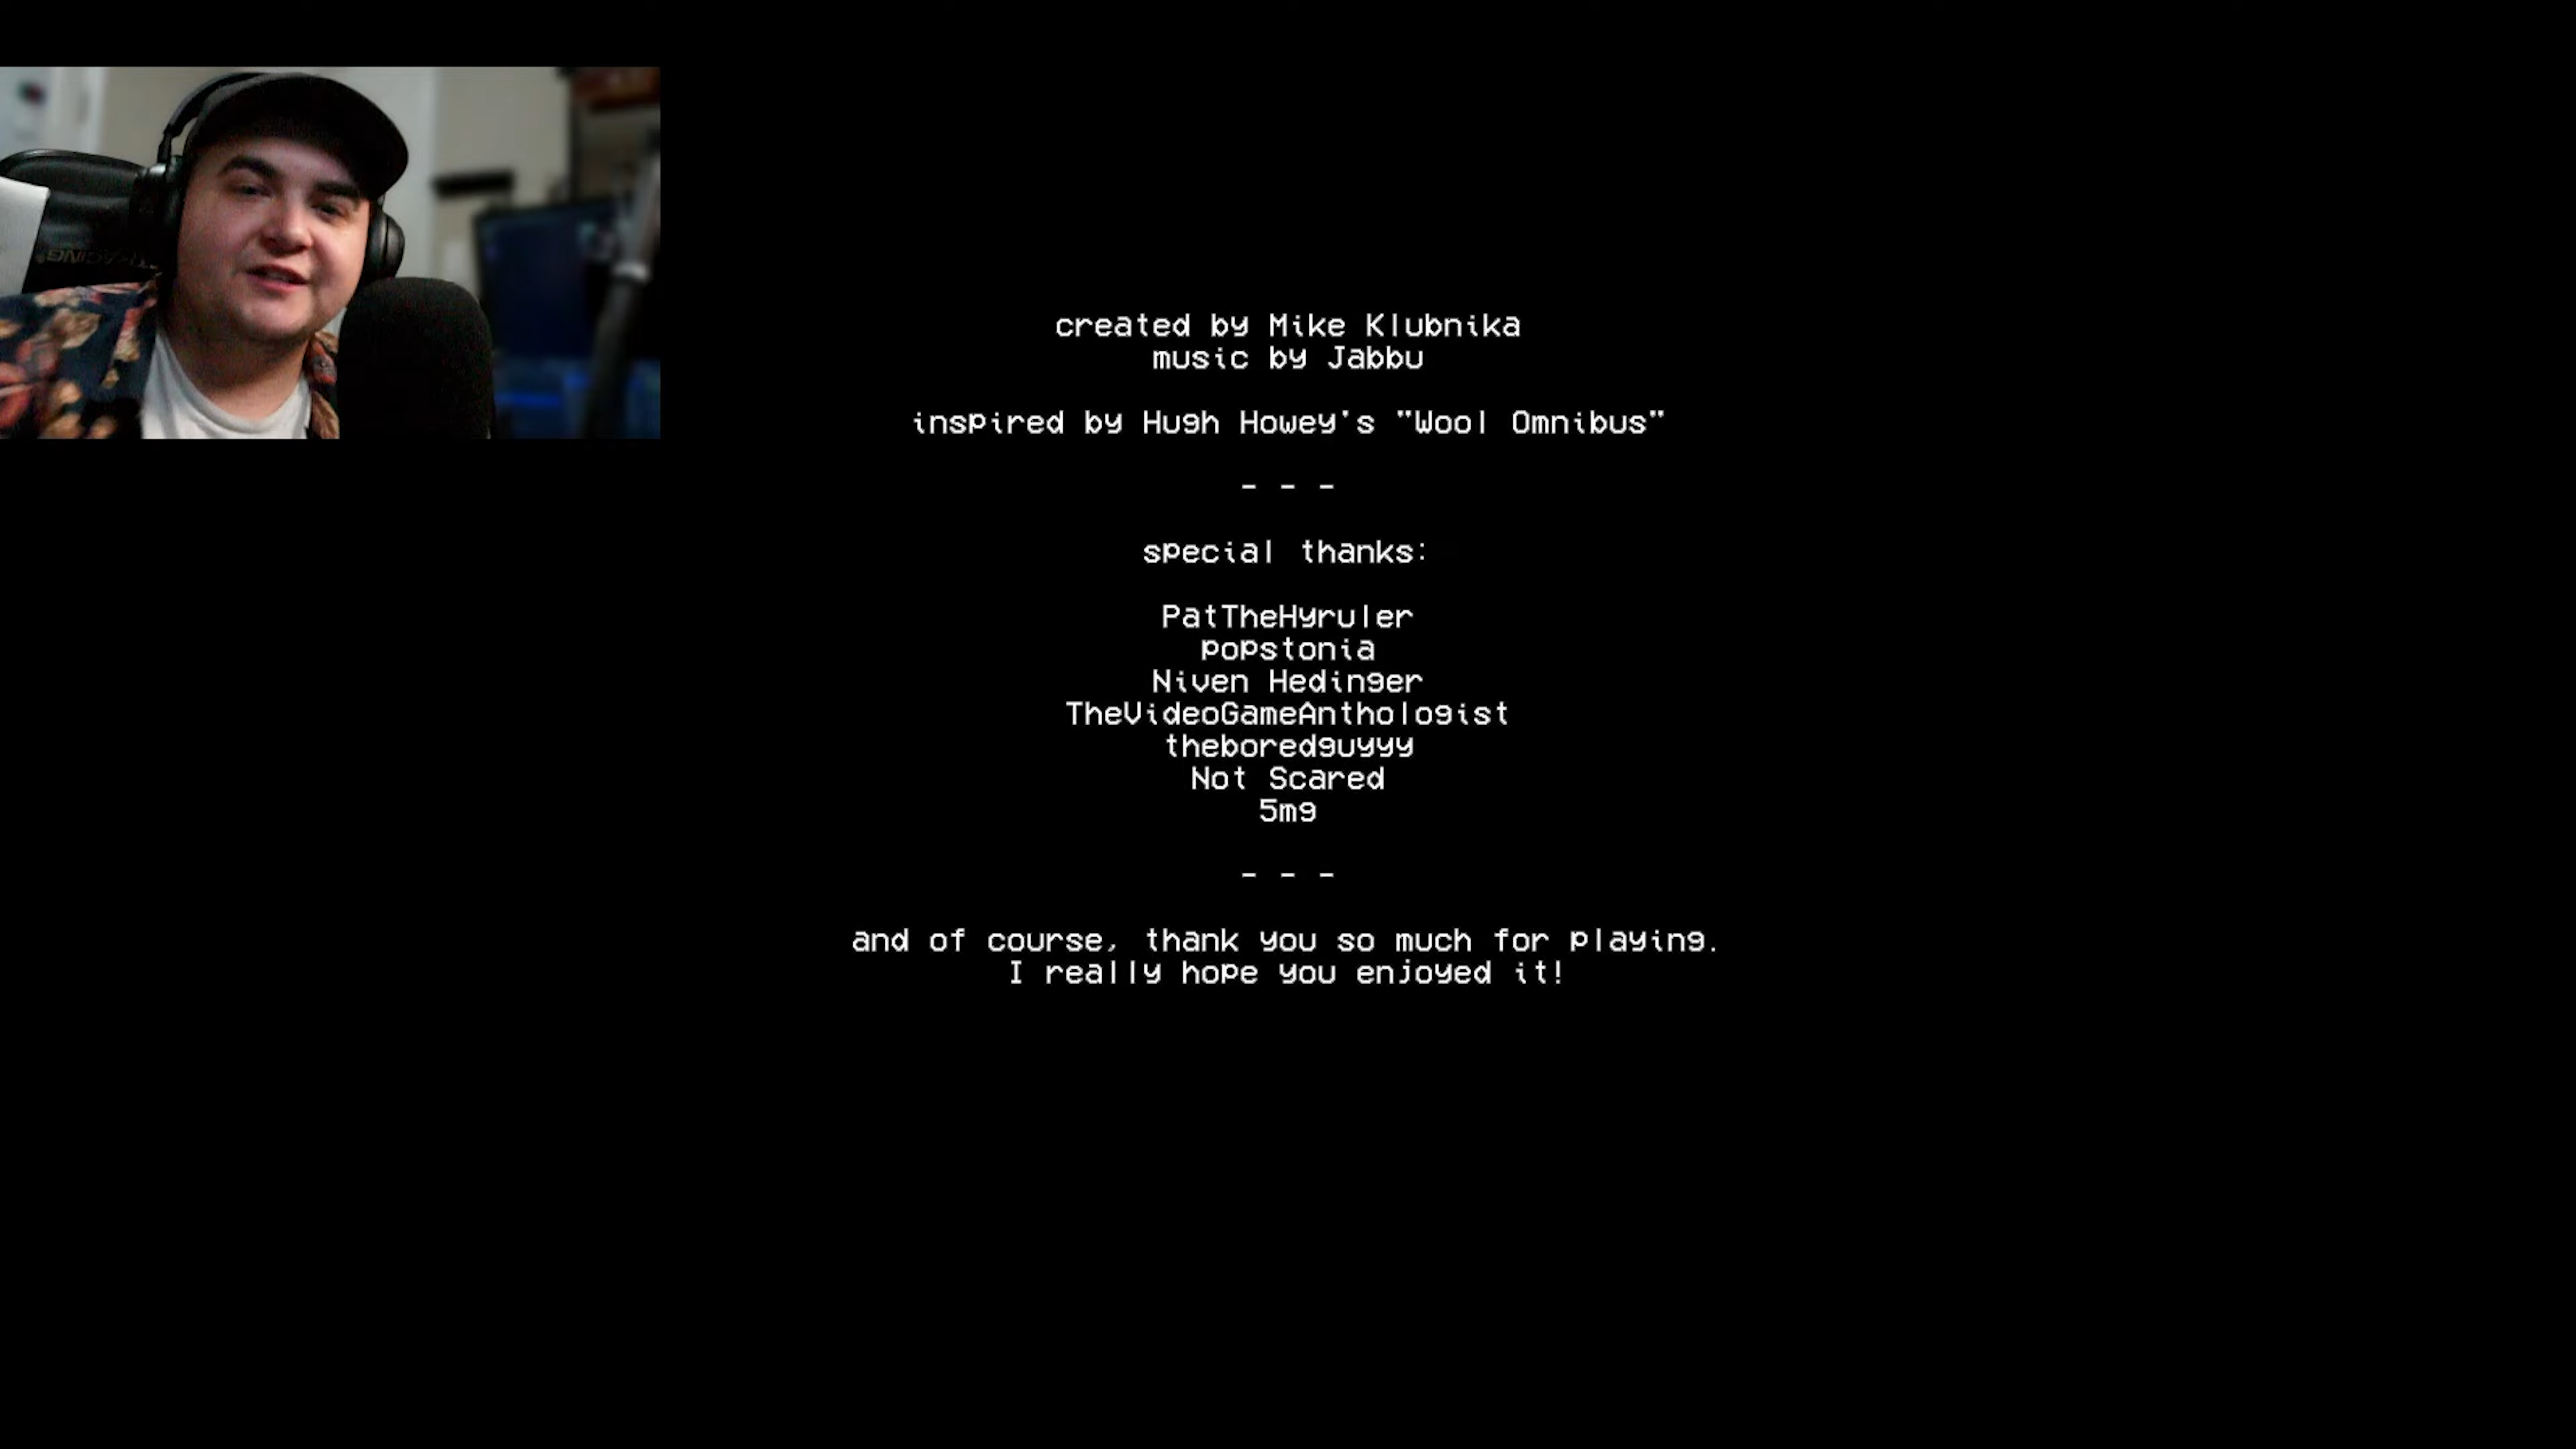 created by Mike Klubnika
music by Jabbu
inspired by Hugh Howey's "Wool Omnibus"
- - -
special thanks:
PatTheHyruler
popstonia
Niven Hedinger
TheVideoGameAnthologist
theboredguyyy
Not Scared
5mg
- - -
and of course, thank you so much for playing.
I really hope you enjoyed it!